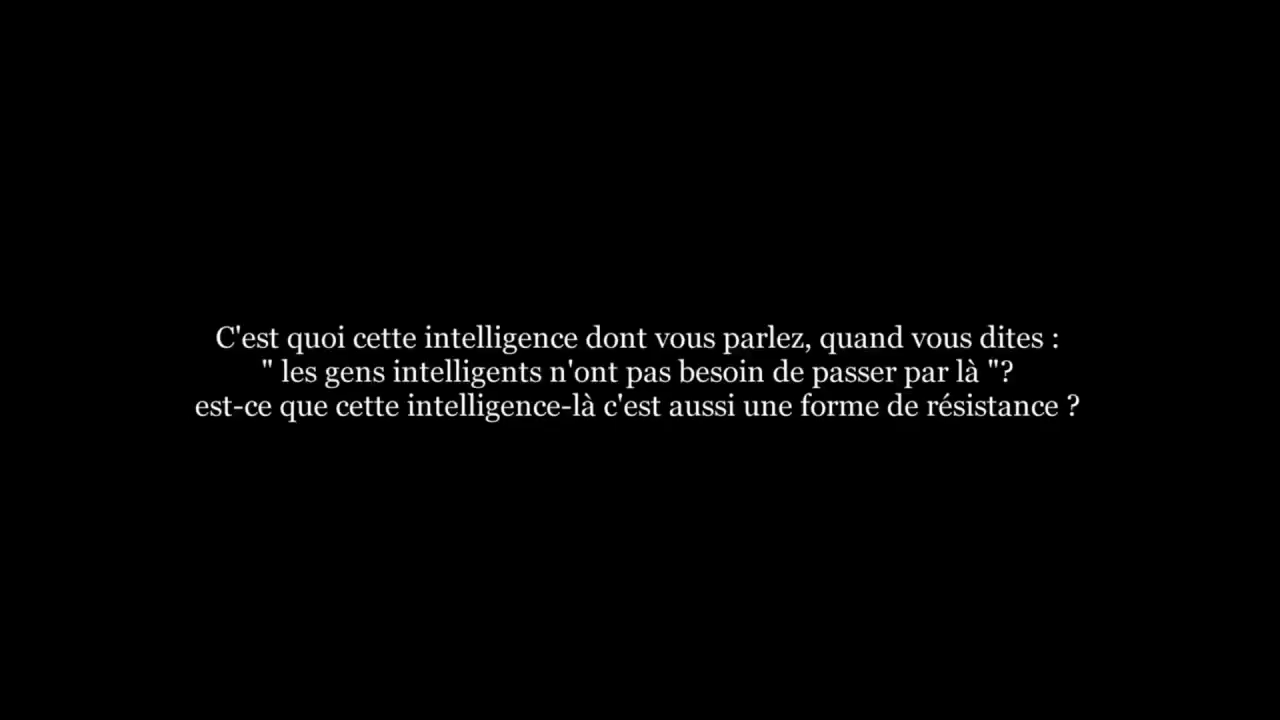 C'est quoi cette intelligence dont vous parlez, quand vous dites :
" les gens intelligents n'ont pas besoin de passer par là "?
est-ce que cette intelligence-là c'est aussi une forme de résistance ?